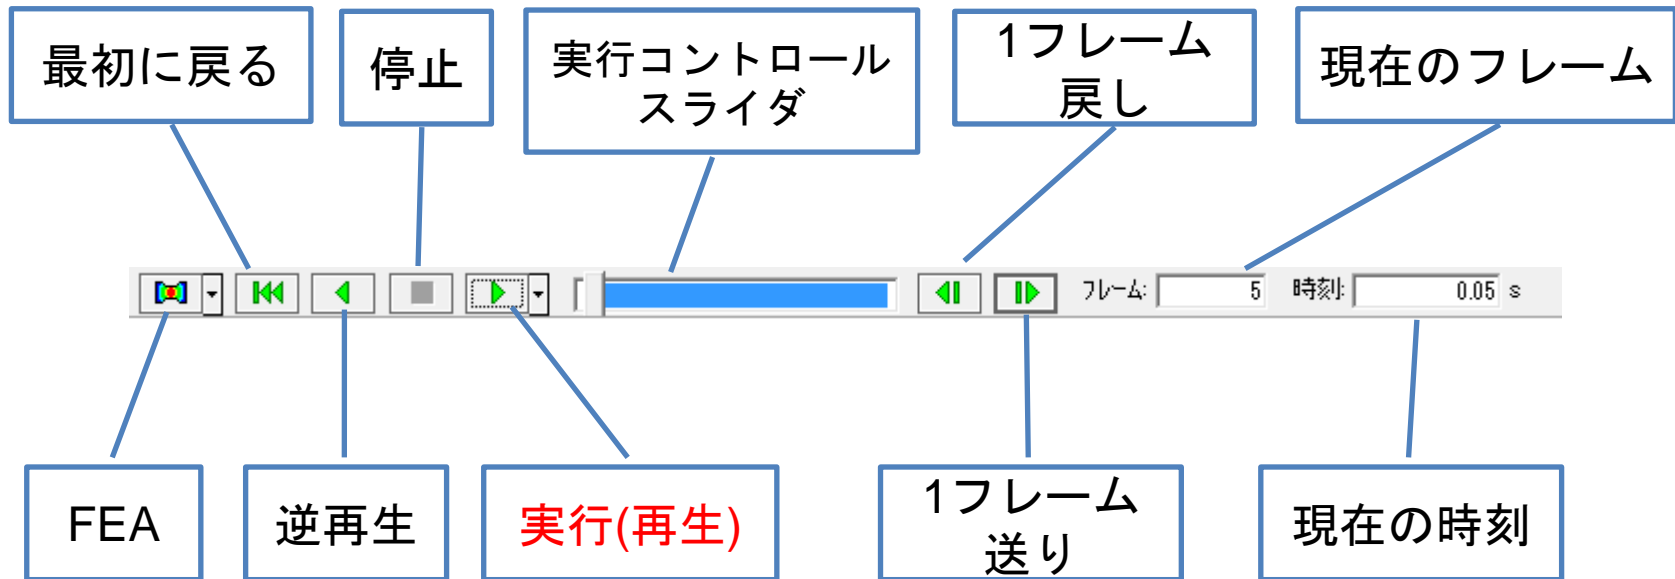 最初に戻る
停止
実行コントロール
スライダ
1フレーム
戻し
現在のフレーム
フレーム: 5 時刻: 0.05 s
FEA
逆再生
実行(再生)
1フレーム
送り
現在の時刻